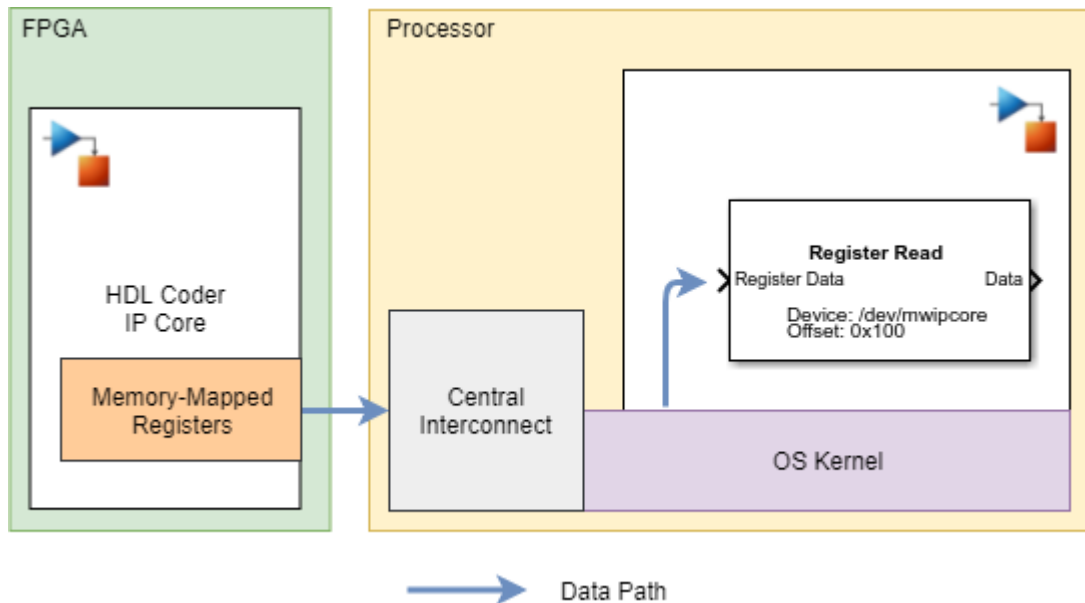 FPGA
Processor
HDL Coder
IP Core
Memory-Mapped
Registers
Central
Interconnect
Register Read
Register Data
Data
Device: /dev/mwipcore
Offset: 0x100
OS Kernel
Data Path